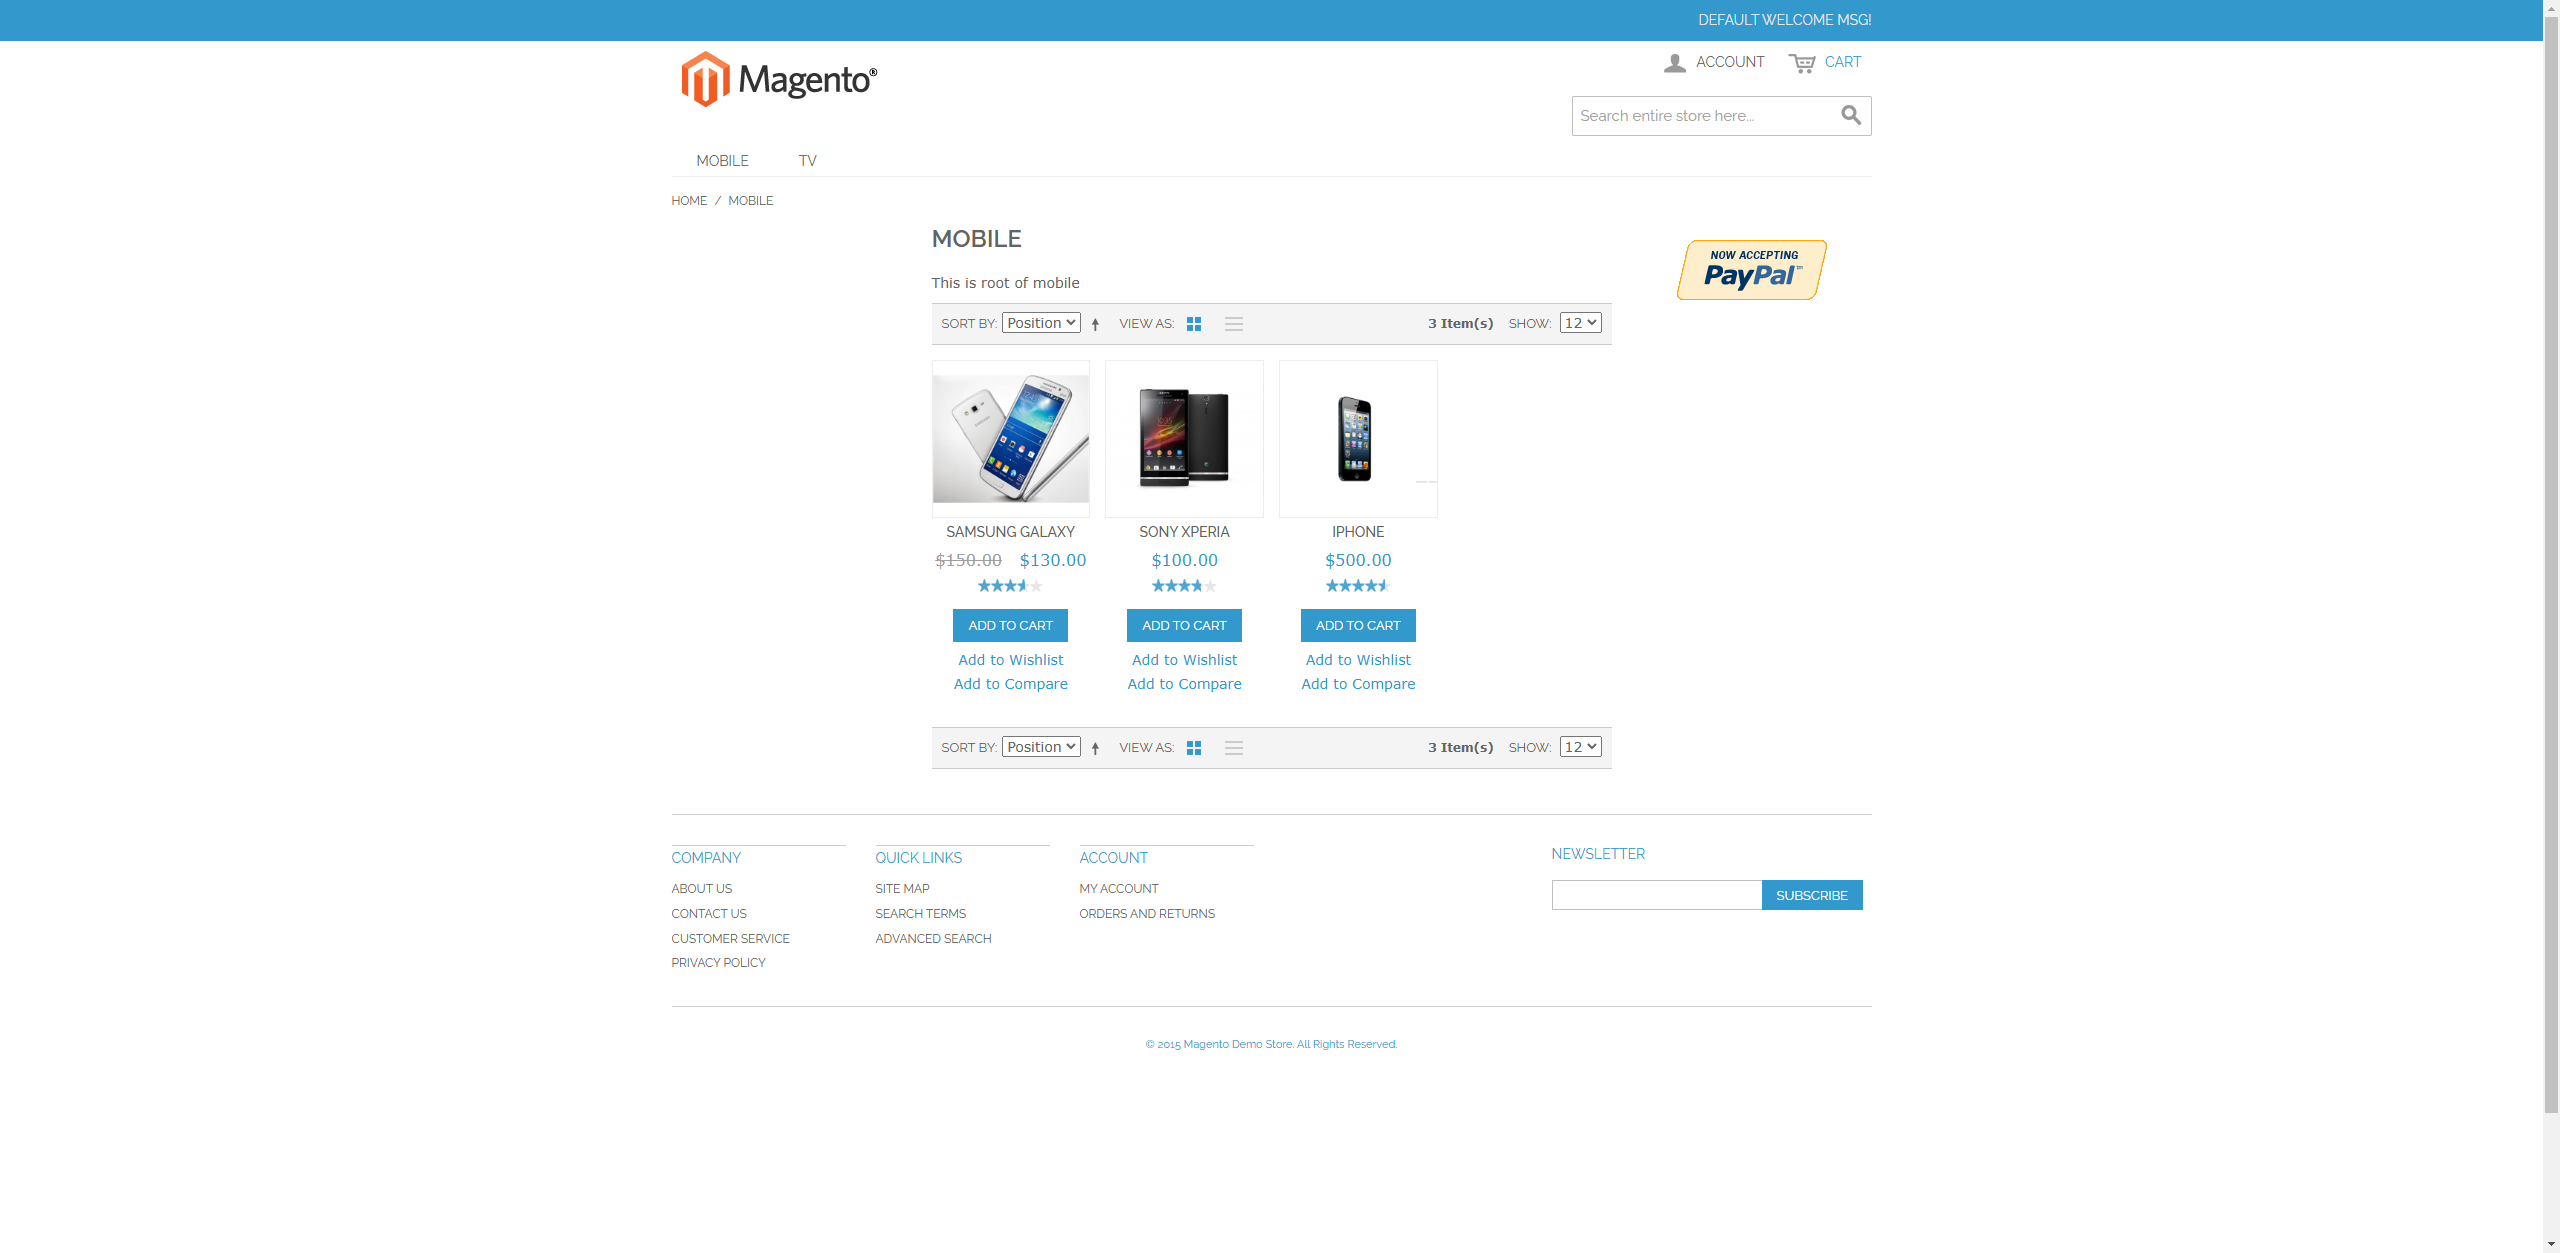 DEFAULT WELCOME MSG!
Magento®
ACCOUNT CART
Search entire store here...
MOBILE TV
HOME / MOBILE
MOBILE
NOW ACCEPTING
PayPal™
This is root of mobile
SORT BY: Position VIEW AS: 3 Item(s) SHOW: 12
SAMSUNG GALAXY SONY XPERIA IPHONE
$150.00 $130.00 $100.00 $500.00
ADD TO CART ADD TO CART ADD TO CART
Add to Wishlist Add to Wishlist Add to Wishlist
Add to Compare Add to Compare Add to Compare
SORT BY: Position VIEW AS: 3 Item(s) SHOW: 12
COMPANY QUICK LINKS ACCOUNT NEWSLETTER
ABOUT US SITE MAP MY ACCOUNT SUBSCRIBE
CONTACT US SEARCH TERMS ORDERS AND RETURNS
CUSTOMER SERVICE ADVANCED SEARCH
PRIVACY POLICY
© 2015 Magento Demo Store. All Rights Reserved.